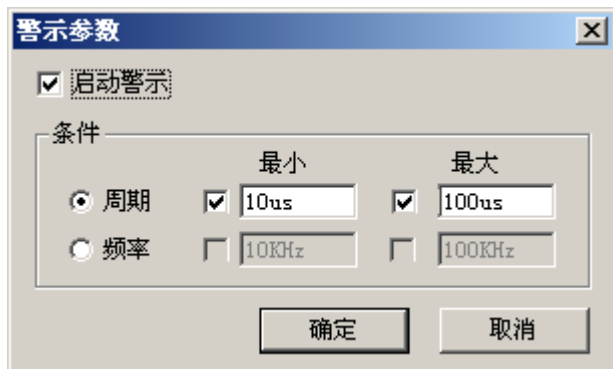 警示参数
启动警示
条件
最小 最大
周期 10us 100us
频率 10KHz 100KHz
确定 取消